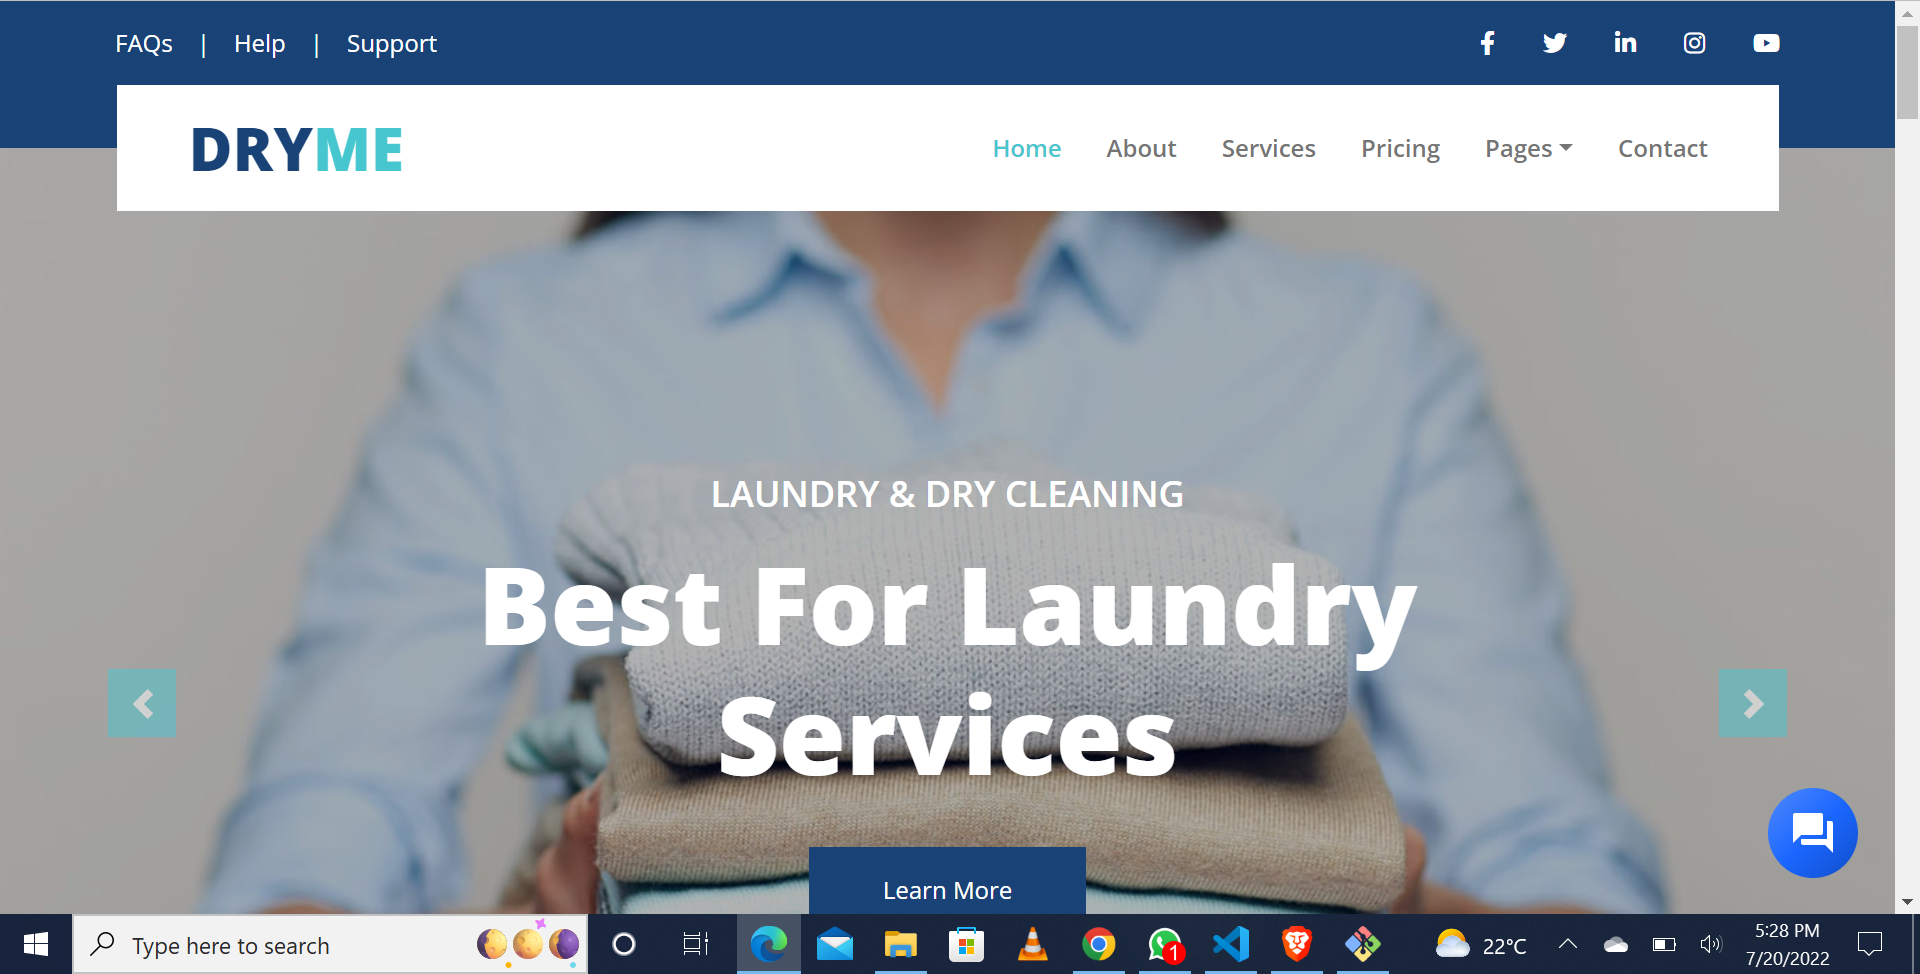 FAQs | Help | Support
DRYME
Home About Services Pricing Pages Contact
LAUNDRY & DRY CLEANING
Best For Laundry
Services
Learn More
Type here to search
1
22°C
5:28 PM
7/20/2022